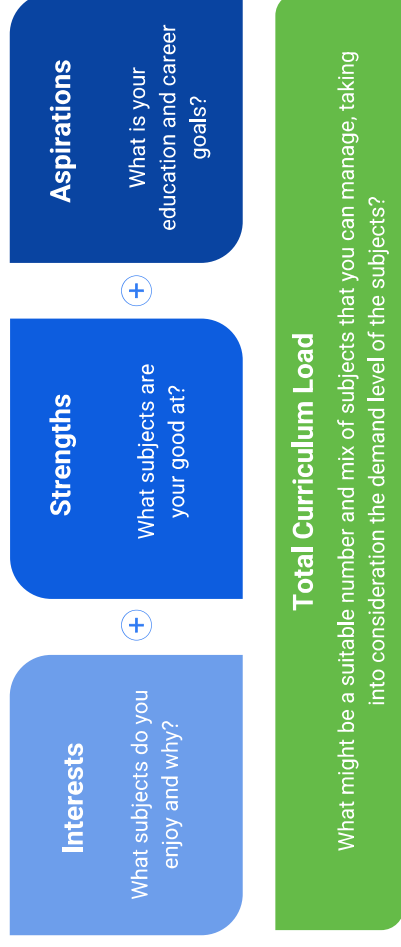 Interests
What subjects do you
enjoy and why?
+
Strengths
What subjects are
your good at?
+
Aspirations
What is your
education and career
goals?
Total Curriculum Load
What might be a suitable number and mix of subjects that you can manage, taking
into consideration the demand level of the subjects?